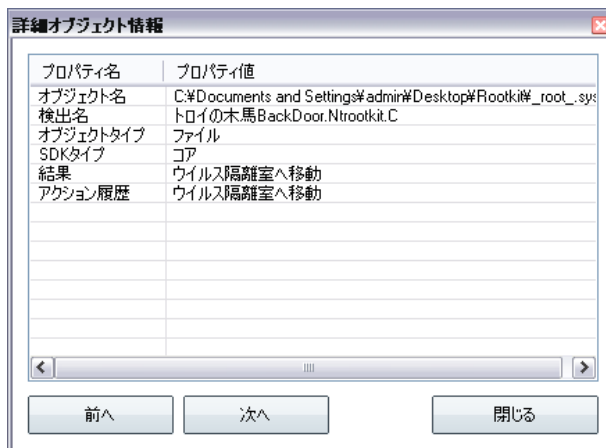 詳細オブジェクト情報
プロパティ名 プロパティ値
オブジェクト名 C:¥Documents and Settings¥admin¥Desktop¥Rootkit¥_root_.sys
検出名 トロイの木馬BackDoor.Ntrootkit.C
オブジェクトタイプ ファイル
SDKタイプ コア
結果 ウイルス隔離室へ移動
アクション履歴 ウイルス隔離室へ移動
前へ 次へ 閉じる